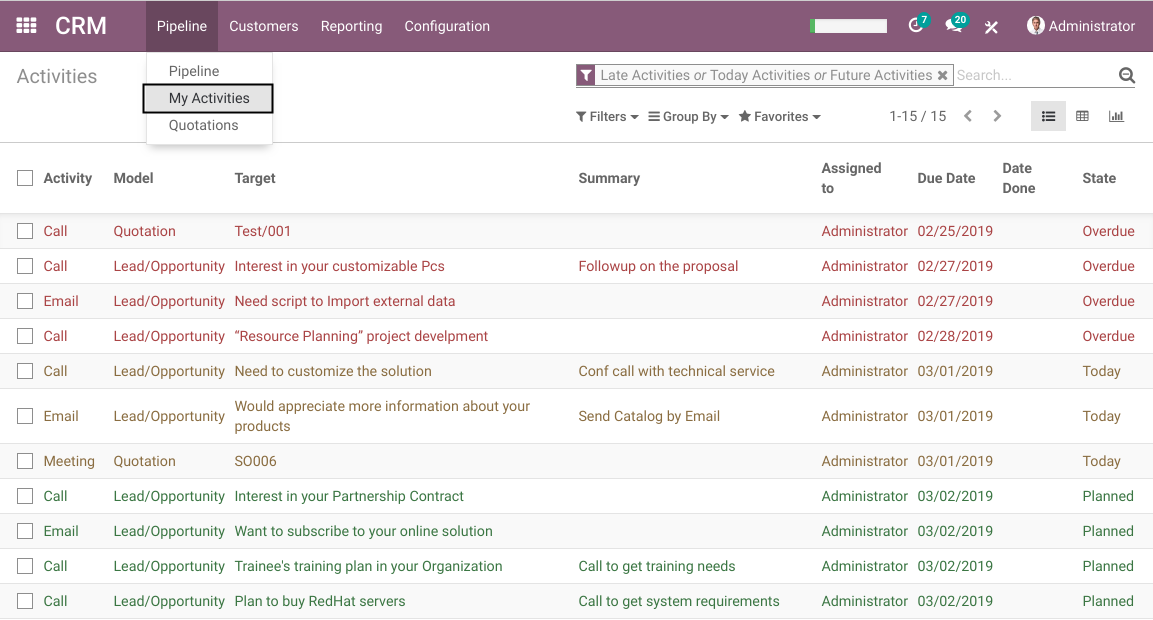 CRM Pipeline Customers Reporting Configuration 7 20 Administrator
Activities
Pipeline
My Activities
Quotations
Late Activities or Today Activities or Future Activities Search...
Filters Group By Favorites 1-15 / 15
Activity Model Target Summary Assigned to Due Date Date Done State
Call Quotation Test/001 Administrator 02/25/2019 Overdue
Call Lead/Opportunity Interest in your customizable Pcs Followup on the proposal Administrator 02/27/2019 Overdue
Email Lead/Opportunity Need script to Import external data Administrator 02/27/2019 Overdue
Call Lead/Opportunity “Resource Planning” project develpment Administrator 02/28/2019 Overdue
Call Lead/Opportunity Need to customize the solution Conf call with technical service Administrator 03/01/2019 Today
Email Lead/Opportunity Would appreciate more information about your products Send Catalog by Email Administrator 03/01/2019 Today
Meeting Quotation SO006 Administrator 03/01/2019 Today
Call Lead/Opportunity Interest in your Partnership Contract Administrator 03/02/2019 Planned
Email Lead/Opportunity Want to subscribe to your online solution Administrator 03/02/2019 Planned
Call Lead/Opportunity Trainee's training plan in your Organization Call to get training needs Administrator 03/02/2019 Planned
Call Lead/Opportunity Plan to buy RedHat servers Call to get system requirements Administrator 03/02/2019 Planned